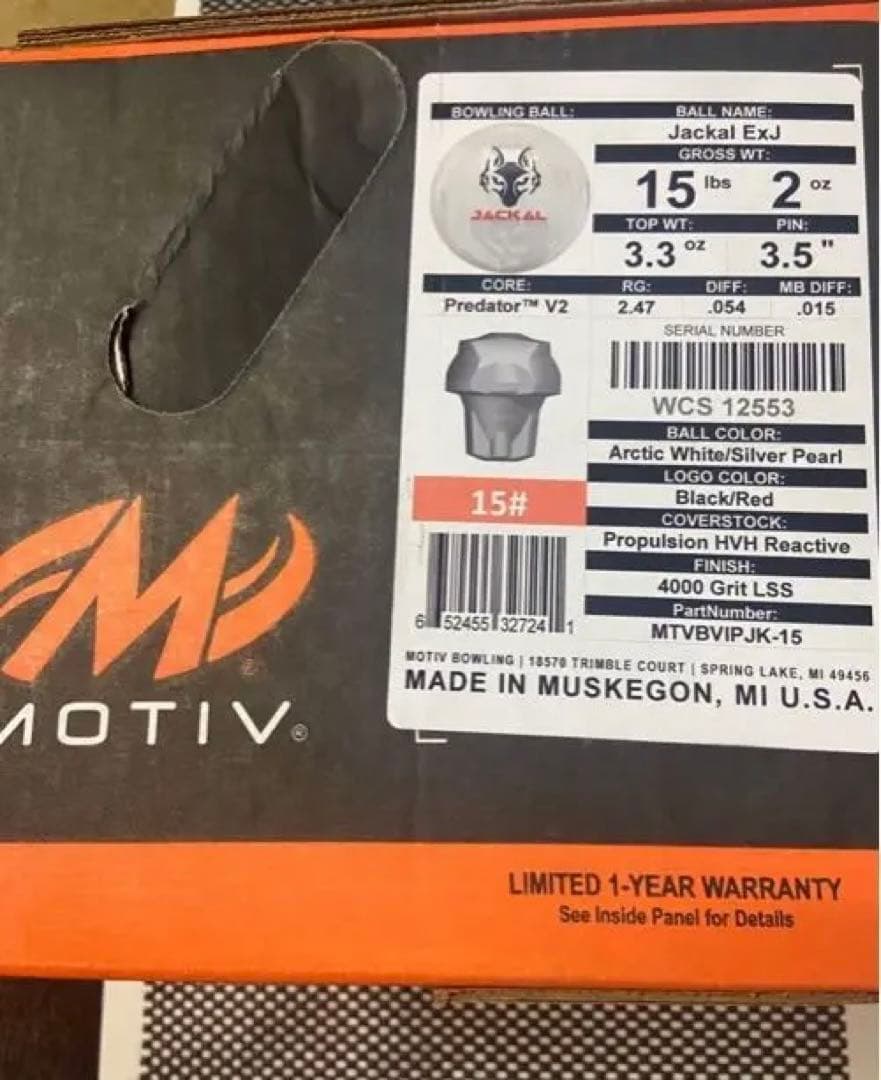 BOWLING BALL:
JACKAL
BALL NAME:
Jackal ExJ
GROSS WT:
15 lbs 2 oz
TOP WT: PIN:
3.3 oz 3.5"
CORE:
Predator™ V2
RG: DIFF: MB DIFF:
2.47 .054 .015
SERIAL NUMBER
WCS 12553
BALL COLOR:
Arctic White/Silver Pearl
LOGO COLOR:
Black/Red
COVERSTOCK:
Propulsion HVH Reactive
FINISH:
4000 Grit LSS
PartNumber:
MTVBVIPJK-15
15#
6 52455 32724 1
MOTIV BOWLING | 18570 TRIMBLE COURT | SPRING LAKE, MI 49456
MADE IN MUSKEGON, MI U.S.A.
MOTIV®
LIMITED 1-YEAR WARRANTY
See Inside Panel for Details